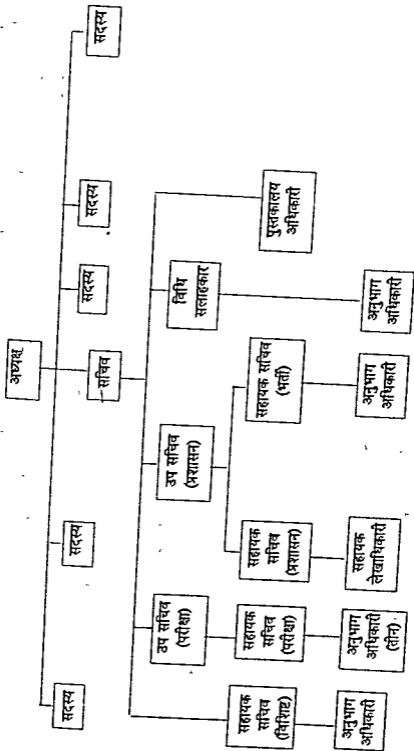 अध्यक्ष
सदस्य
सदस्य
सचिव
सदस्य
सदस्य
सदस्य
उप सचिव
(परीक्षा)
उप सचिव
(प्रशासन)
विधि
सलाहकार
पुस्तकालय
अधिकारी
सहायक
सचिव
(विशिष्ट)
सहायक
सचिव
(परीक्षा)
सहायक
सचिव
(प्रशासन)
सहायक सचिव
(भर्ती)
अनुभाग
अधिकारी
अनुभाग
अधिकारी
(तीन)
सहायक
लेखाधिकारी
अनुभाग
अधिकारी
अनुभाग
अधिकारी